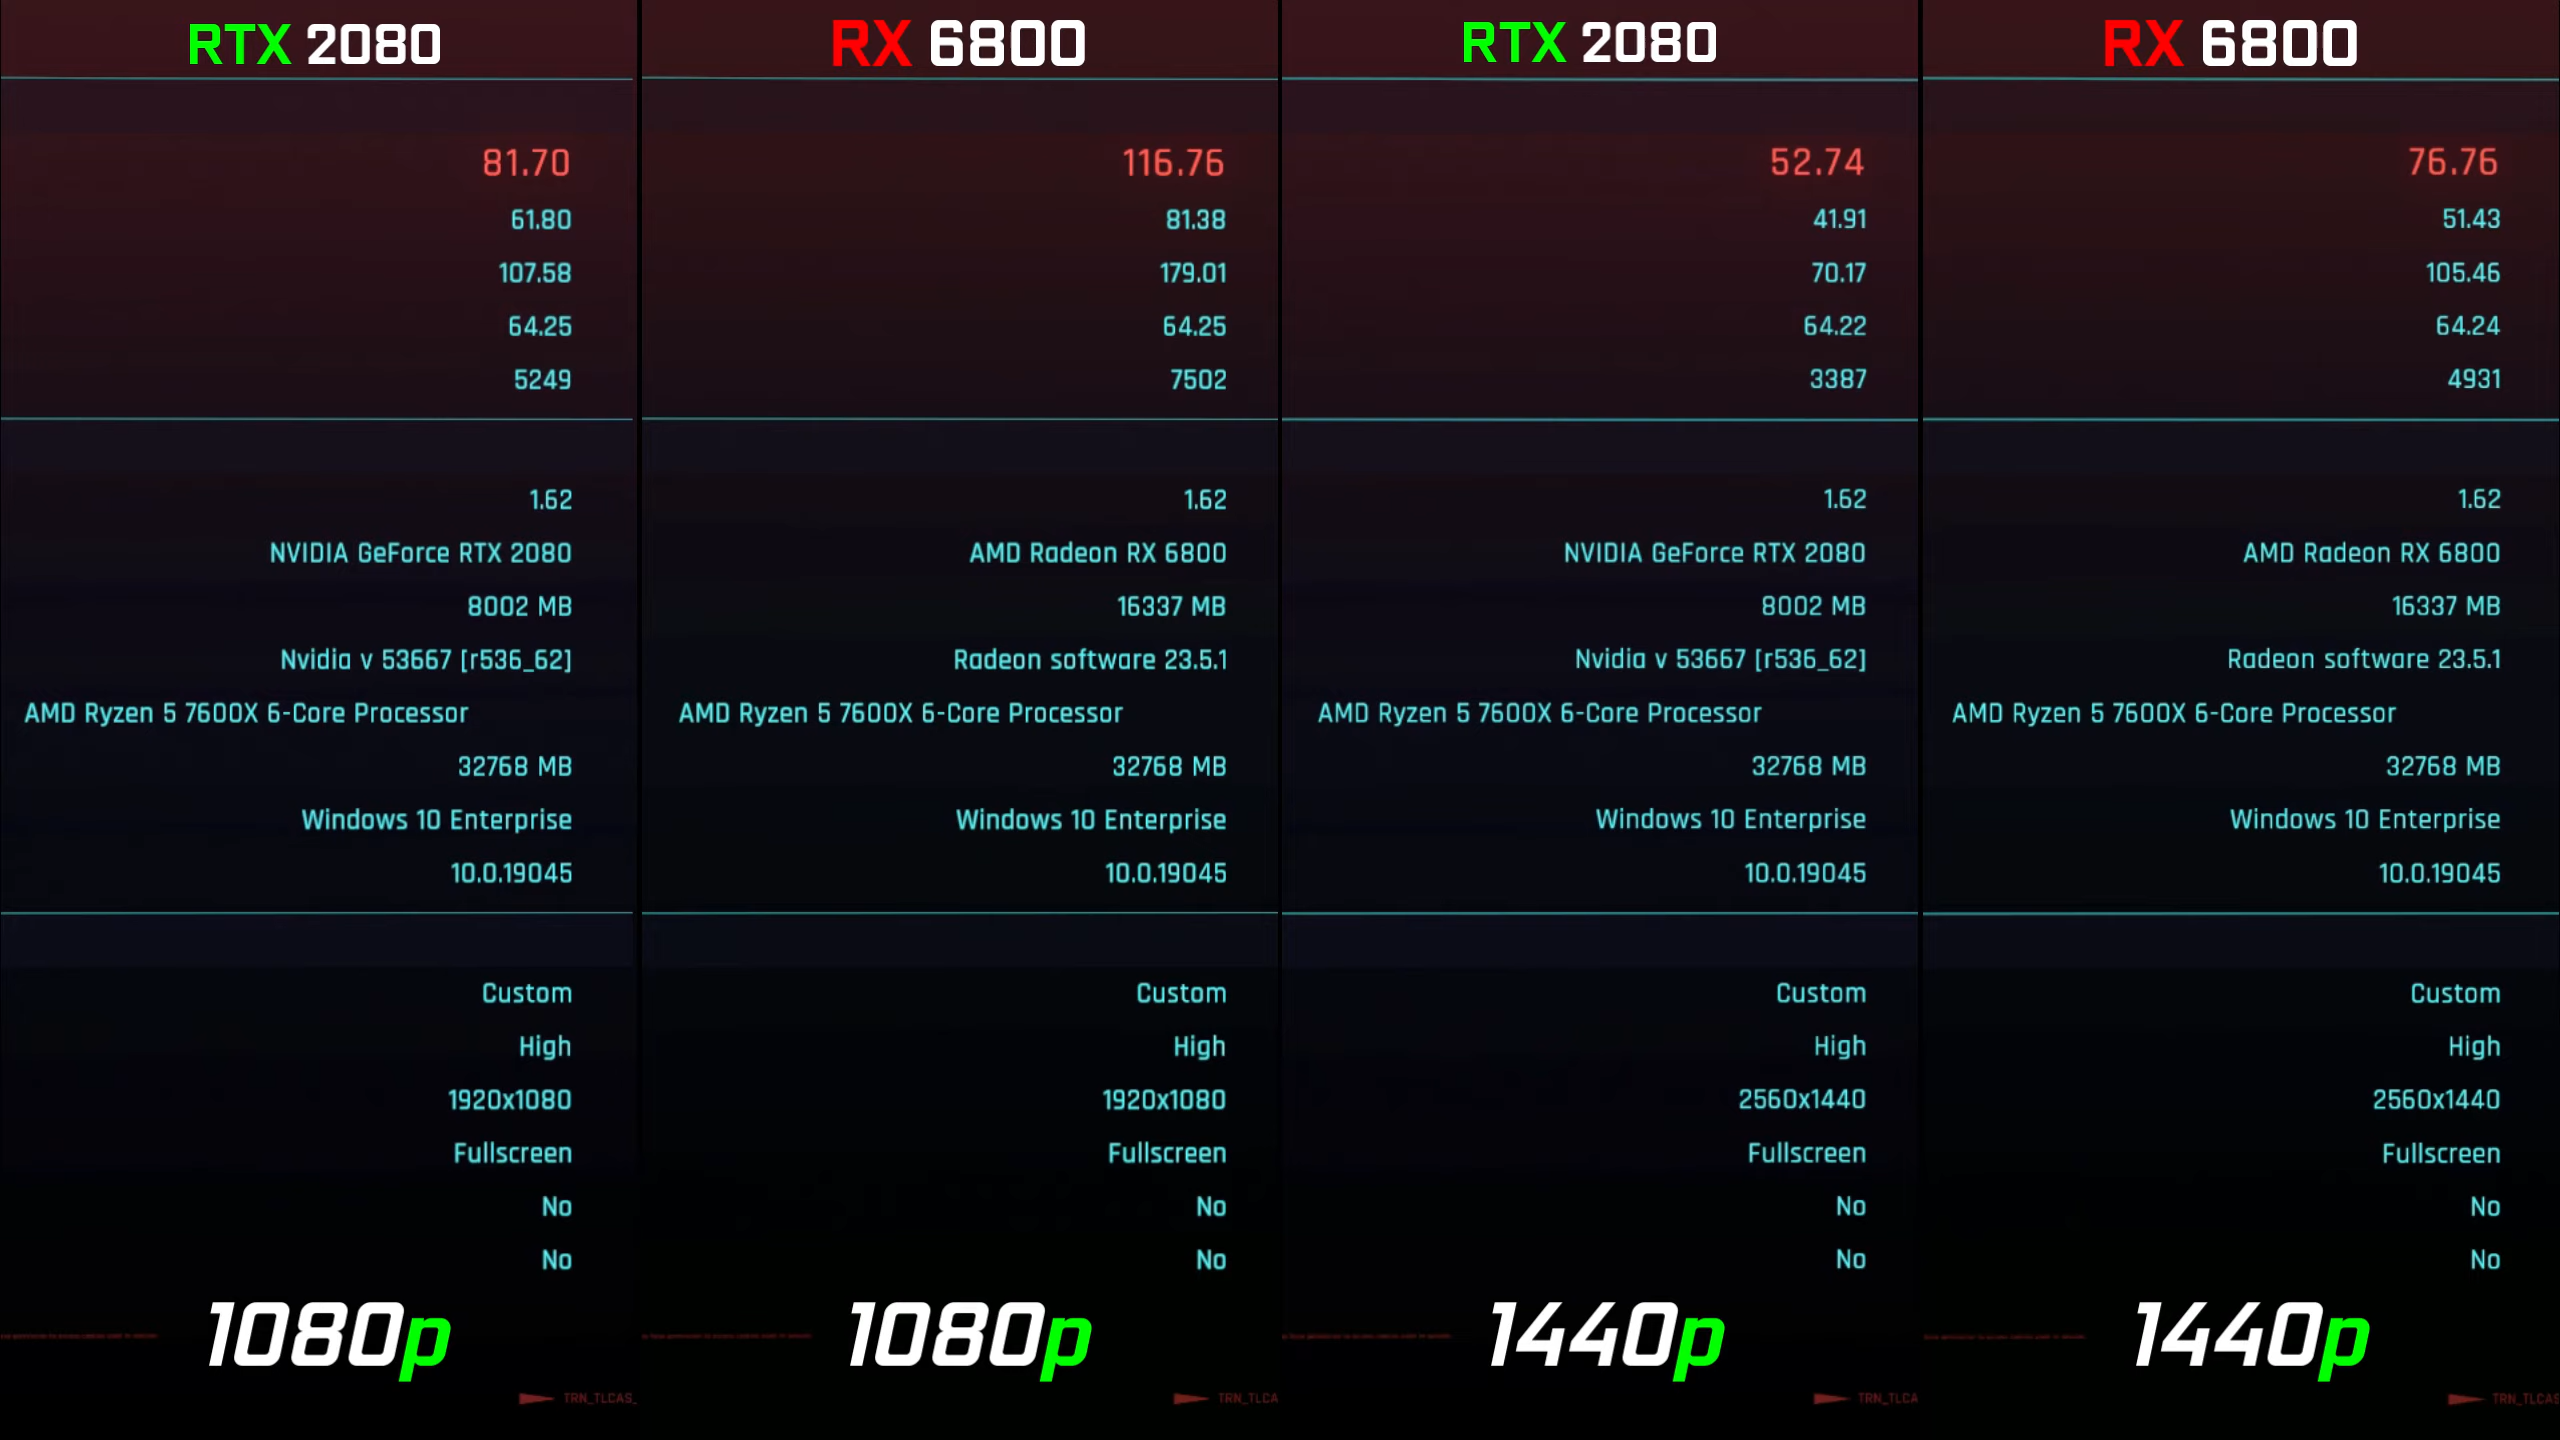 RTX 2080
81.70
61.80
107.58
64.25
5249
1.62
NVIDIA GeForce RTX 2080
8002 MB
Nvidia v 53667 [r536_62]
AMD Ryzen 5 7600X 6-Core Processor
32768 MB
Windows 10 Enterprise
10.0.19045
Custom
High
1920x1080
Fullscreen
No
No
1080p
TRN_TLCAS_
RX 6800
116.76
81.38
179.01
64.25
7502
1.62
AMD Radeon RX 6800
16337 MB
Radeon software 23.5.1
AMD Ryzen 5 7600X 6-Core Processor
32768 MB
Windows 10 Enterprise
10.0.19045
Custom
High
1920x1080
Fullscreen
No
No
1080p
TRN_TLCA
RTX 2080
52.74
41.91
70.17
64.22
3387
1.62
NVIDIA GeForce RTX 2080
8002 MB
Nvidia v 53667 [r536_62]
AMD Ryzen 5 7600X 6-Core Processor
32768 MB
Windows 10 Enterprise
10.0.19045
Custom
High
2560x1440
Fullscreen
No
No
1440p
TRN_TLCA
RX 6800
76.76
51.43
105.46
64.24
4931
1.62
AMD Radeon RX 6800
16337 MB
Radeon software 23.5.1
AMD Ryzen 5 7600X 6-Core Processor
32768 MB
Windows 10 Enterprise
10.0.19045
Custom
High
2560x1440
Fullscreen
No
No
1440p
TRN_TLCAS